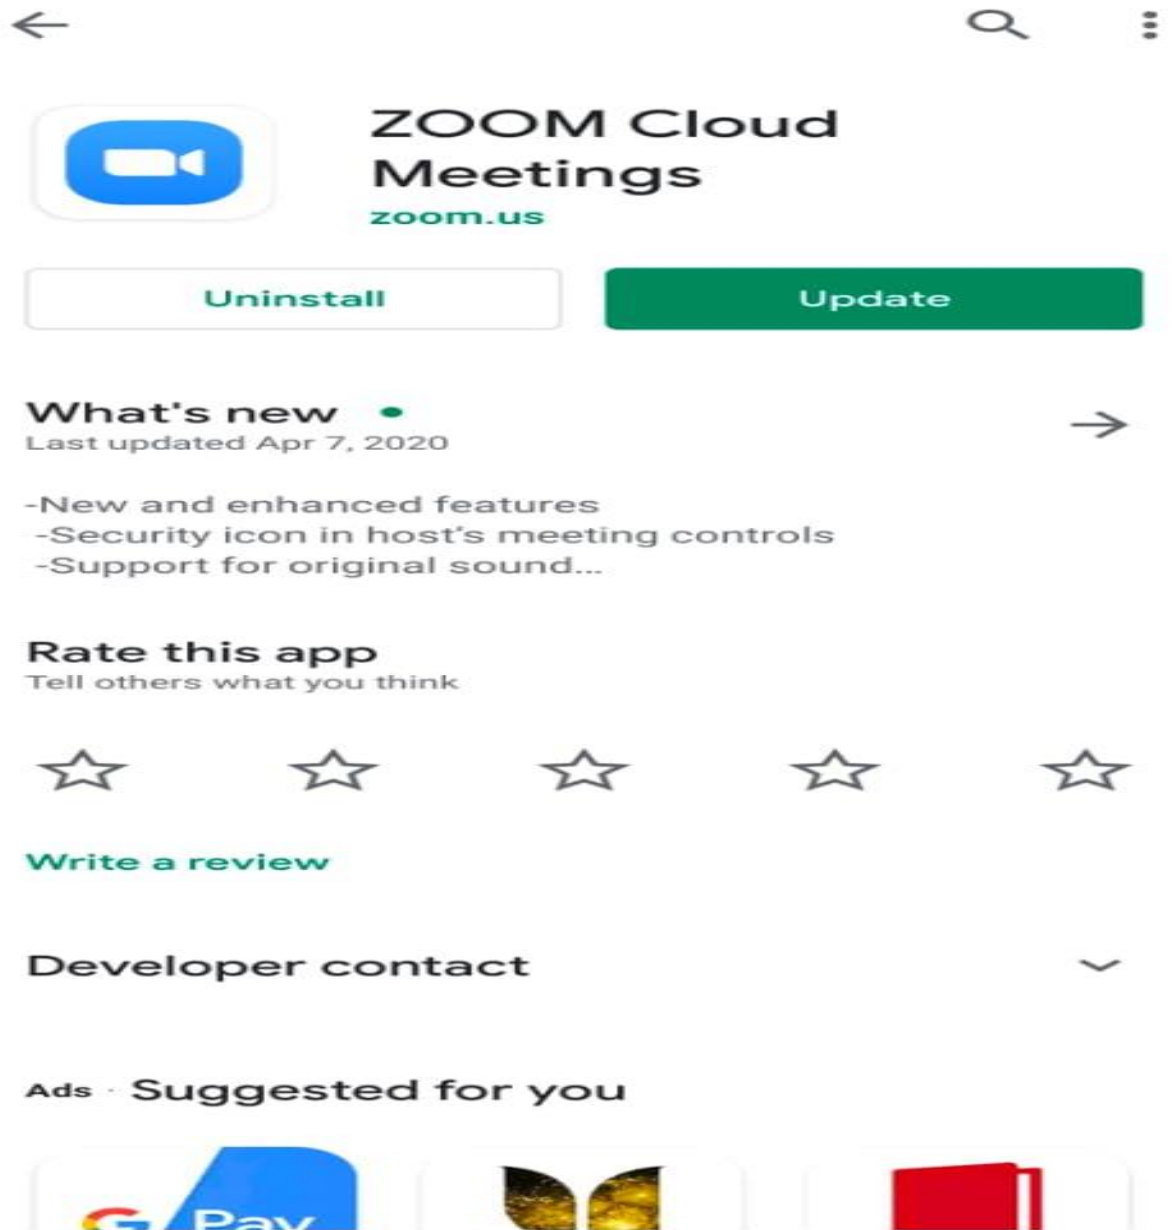 ZOOM Cloud
Meetings
zoom.us
Uninstall
Update
What's new
Last updated Apr 7, 2020
-New and enhanced features
-Security icon in host's meeting controls
-Support for original sound...
Rate this app
Tell others what you think
Write a review
Developer contact
Ads · Suggested for you
G Pay